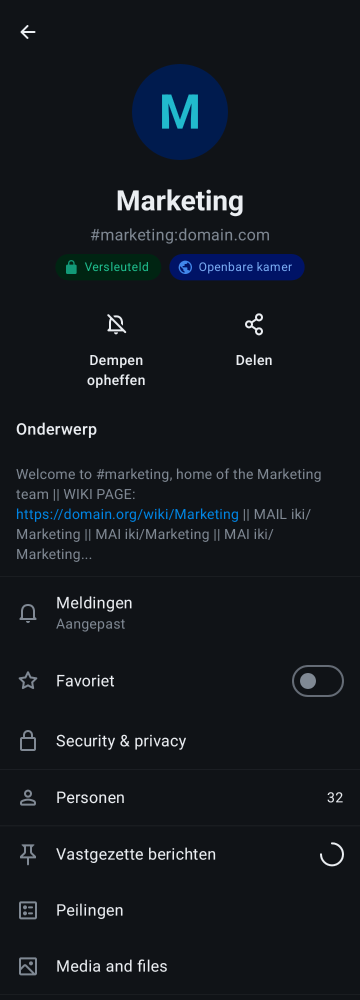 M
Marketing
#marketing:domain.com
Versleuteld
Openbare kamer
Dempen
opheffen
Delen
Onderwerp
Welcome to #marketing, home of the Marketing
team || WIKI PAGE:
https://domain.org/wiki/Marketing || MAIL iki/
Marketing || MAI iki/Marketing || MAI iki/
Marketing...
Meldingen
Aangepast
Favoriet
Security & privacy
Personen 32
Vastgezette berichten
Peilingen
Media and files